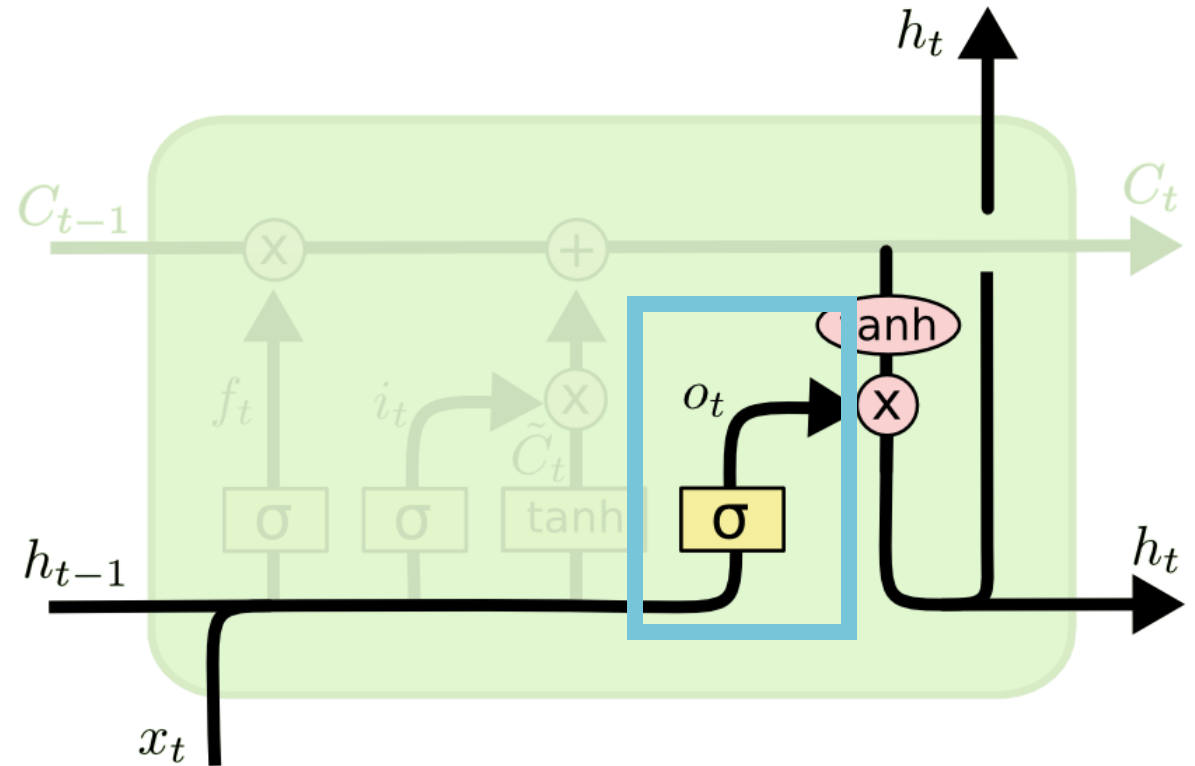 h_t
C_{t-1}
C_t
x
+
tanh
f_t
i_t
x
o_t
x
C̃_t
σ
σ
tanh
σ
h_{t-1}
h_t
x_t